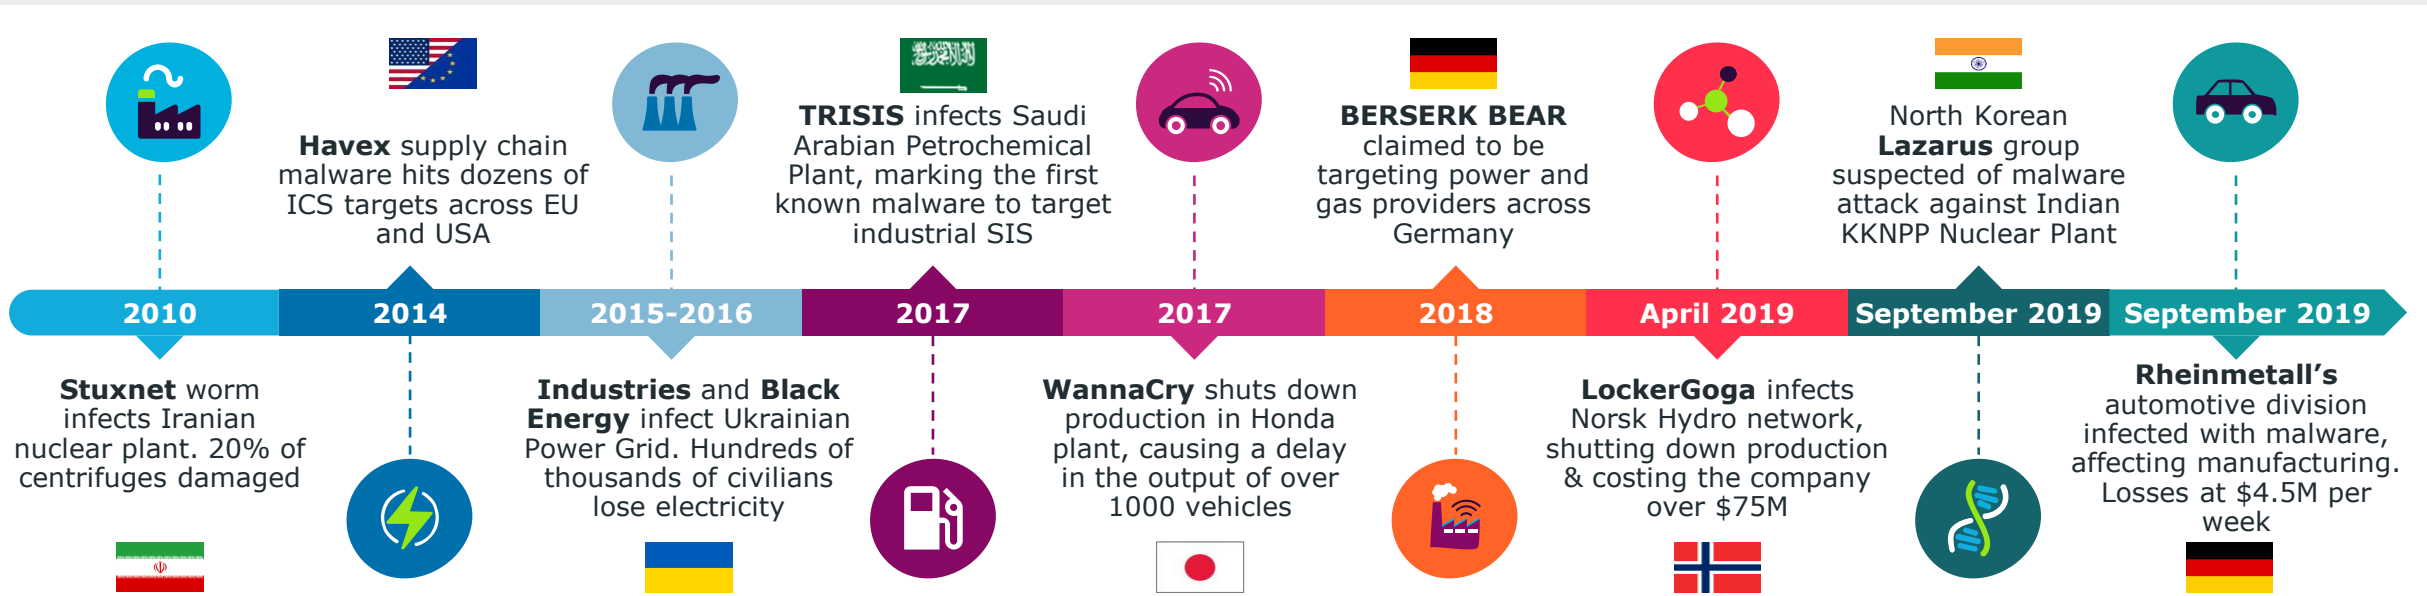 2010
Stuxnet worm
infects Iranian
nuclear plant. 20% of
centrifuges damaged
Havex supply chain
malware hits dozens of
ICS targets across EU
and USA
2014
2015-2016
Industries and Black
Energy infect Ukrainian
Power Grid. Hundreds of
thousands of civilians
lose electricity
TRISIS infects Saudi
Arabian Petrochemical
Plant, marking the first
known malware to target
industrial SIS
2017
2017
WannaCry shuts down
production in Honda
plant, causing a delay
in the output of over
1000 vehicles
BERSERK BEAR
claimed to be
targeting power and
gas providers across
Germany
2018
April 2019
LockerGoga infects
Norsk Hydro network,
shutting down production
& costing the company
over $75M
North Korean
Lazarus group
suspected of malware
attack against Indian
KKNPP Nuclear Plant
September 2019
September 2019
Rheinmetall’s
automotive division
infected with malware,
affecting manufacturing.
Losses at $4.5M per
week